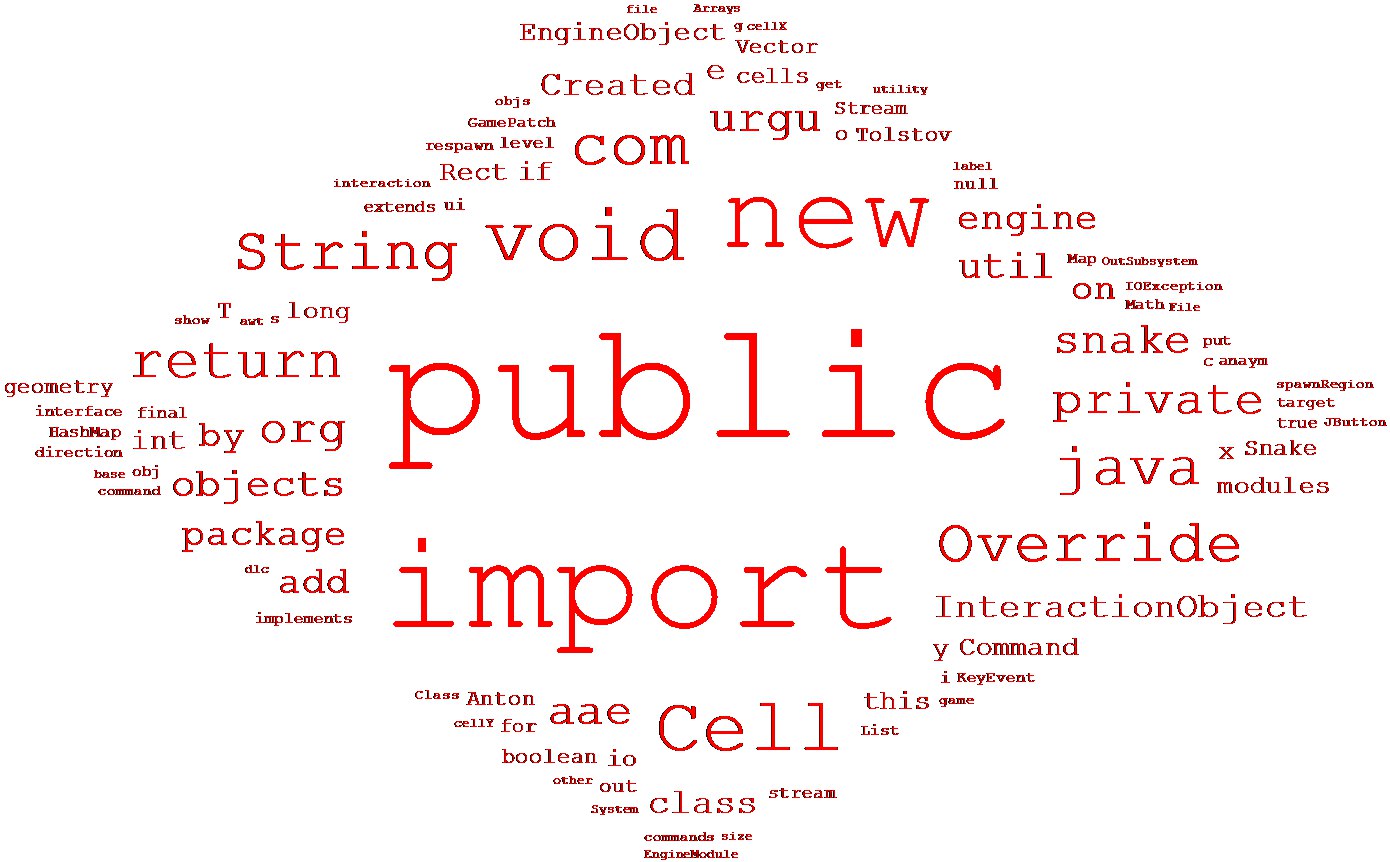 file Arrays
EngineObject g cellX
Vector
Created e cells get
objs utility
GamePatch urgu Stream
respawn level com o Tolstov
Rect if label
interaction null
extends ui new engine
String void
util Map OutSubsystem
on IOException
Math File
show T awt s long
return public snake put
c anaym
geometry private spawnRegion
interface final target
HashMap int by org true JButton
direction x Snake
base obj java
command objects modules
package Override
dlc add import
implements InteractionObject
y Command
i KeyEvent
Class Anton this game
cellY for aae Cell List
boolean io
other out
System class stream
commands size
EngineModule